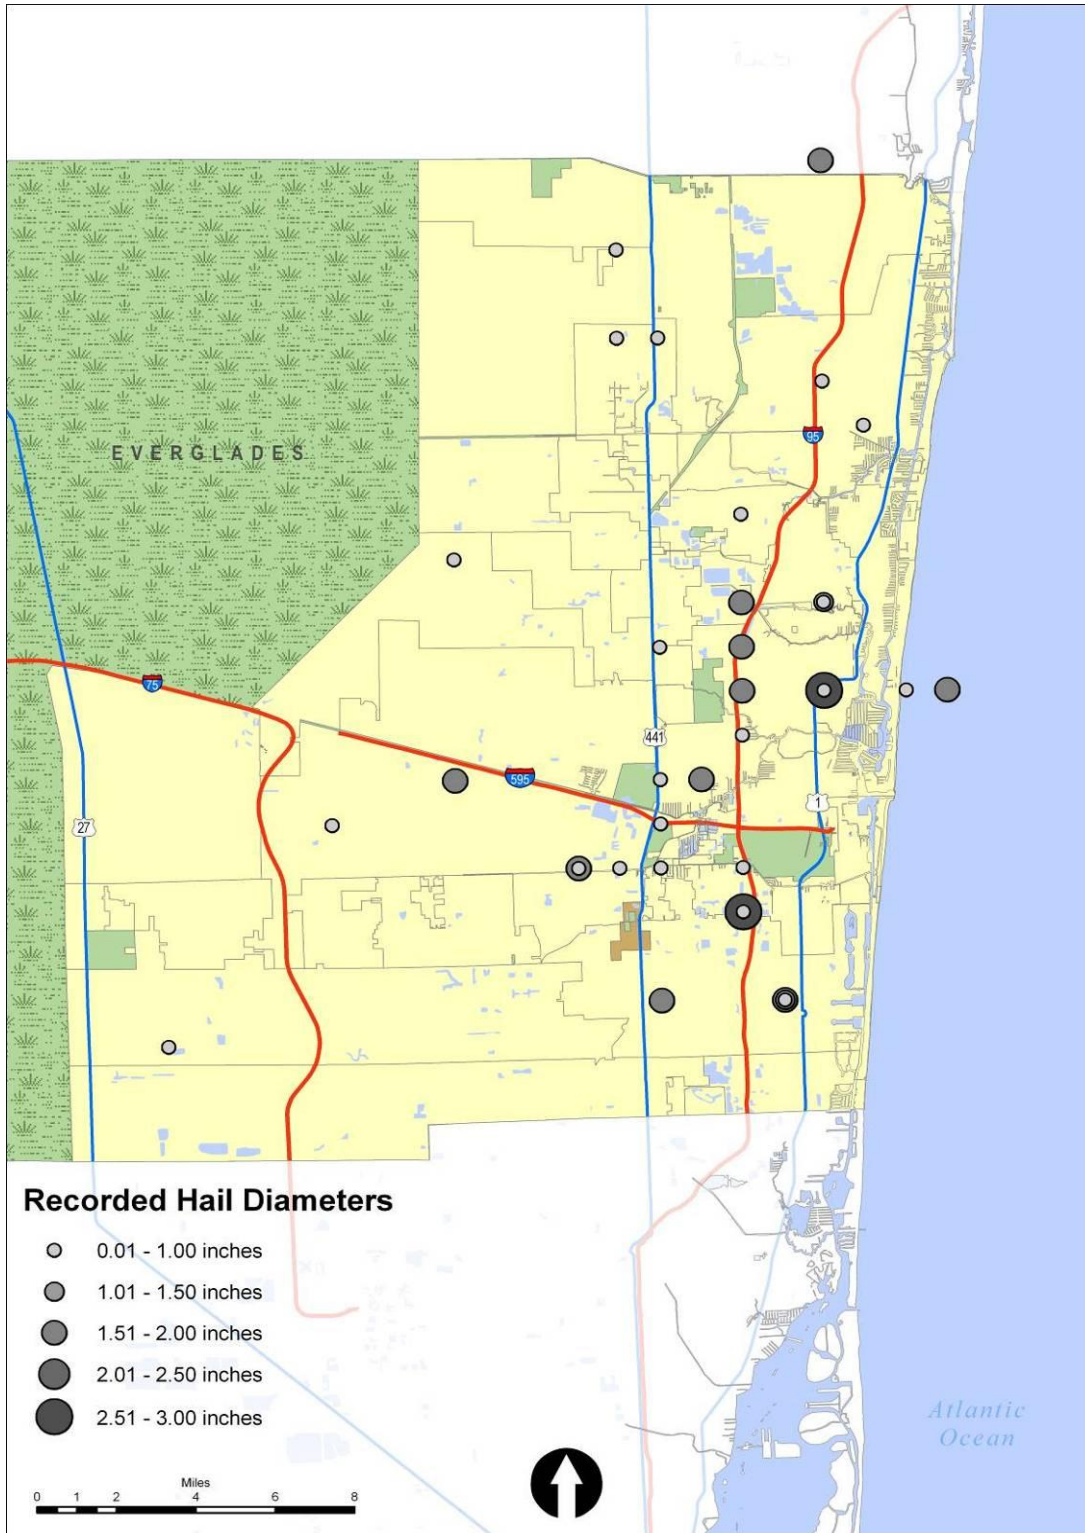 EVERGLADES
95
75
441
595
1
27
Recorded Hail Diameters
0.01 - 1.00 inches
1.01 - 1.50 inches
1.51 - 2.00 inches
2.01 - 2.50 inches
2.51 - 3.00 inches
Miles
0 1 2 4 6 8
Atlantic
Ocean